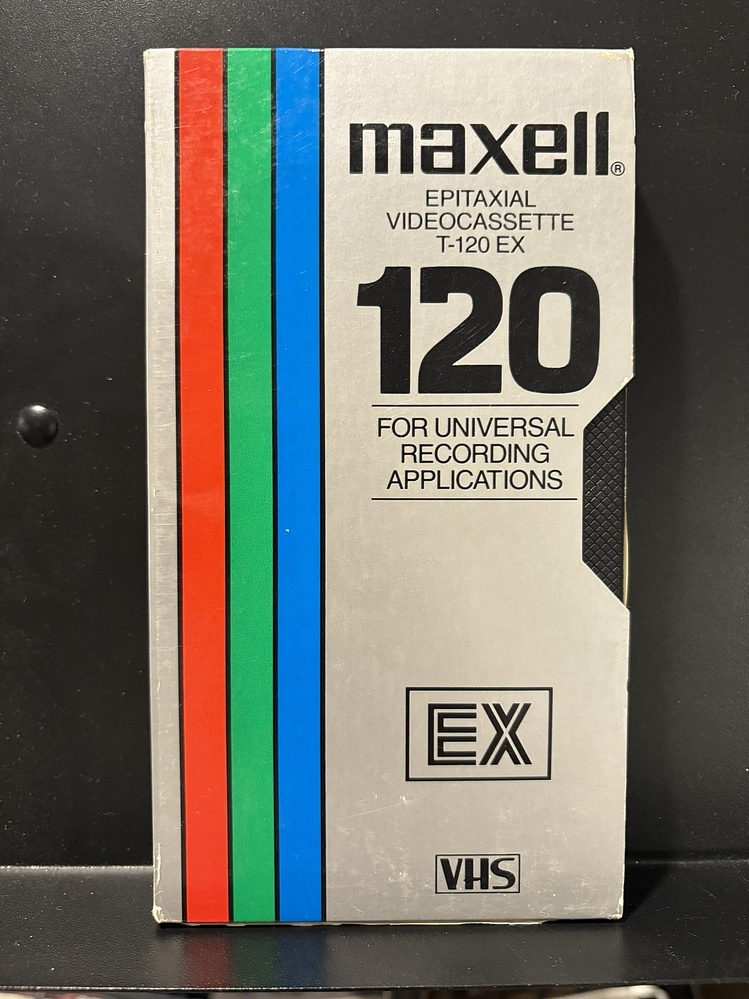 maxell®
EPITAXIAL
VIDEOCASSETTE
T-120 EX
120
FOR UNIVERSAL
RECORDING
APPLICATIONS
EX
VHS